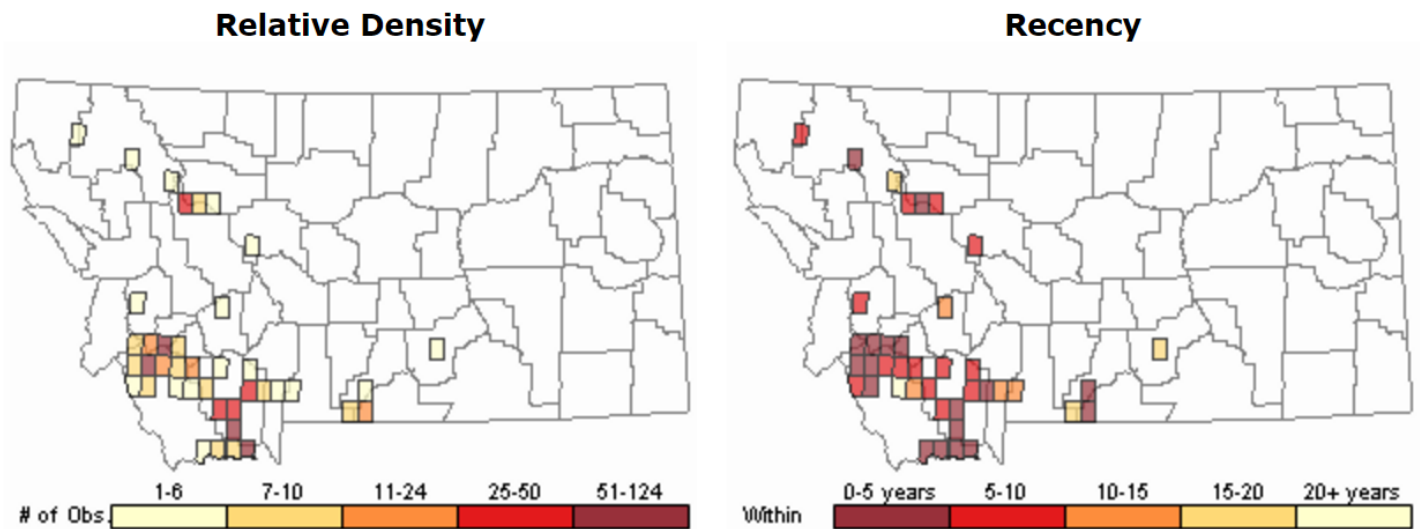 Relative Density
Recency
1-6 7-10 11-24 25-50 51-124
# of Obs.
0-5 years 5-10 10-15 15-20 20+ years
Within